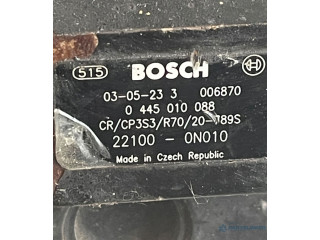 515 BOSCH
03-05-23 3 006870
0 445 010 088
CR/CP3S3/R70/20-789S
22100 - 0N010
Made in Czech Republic